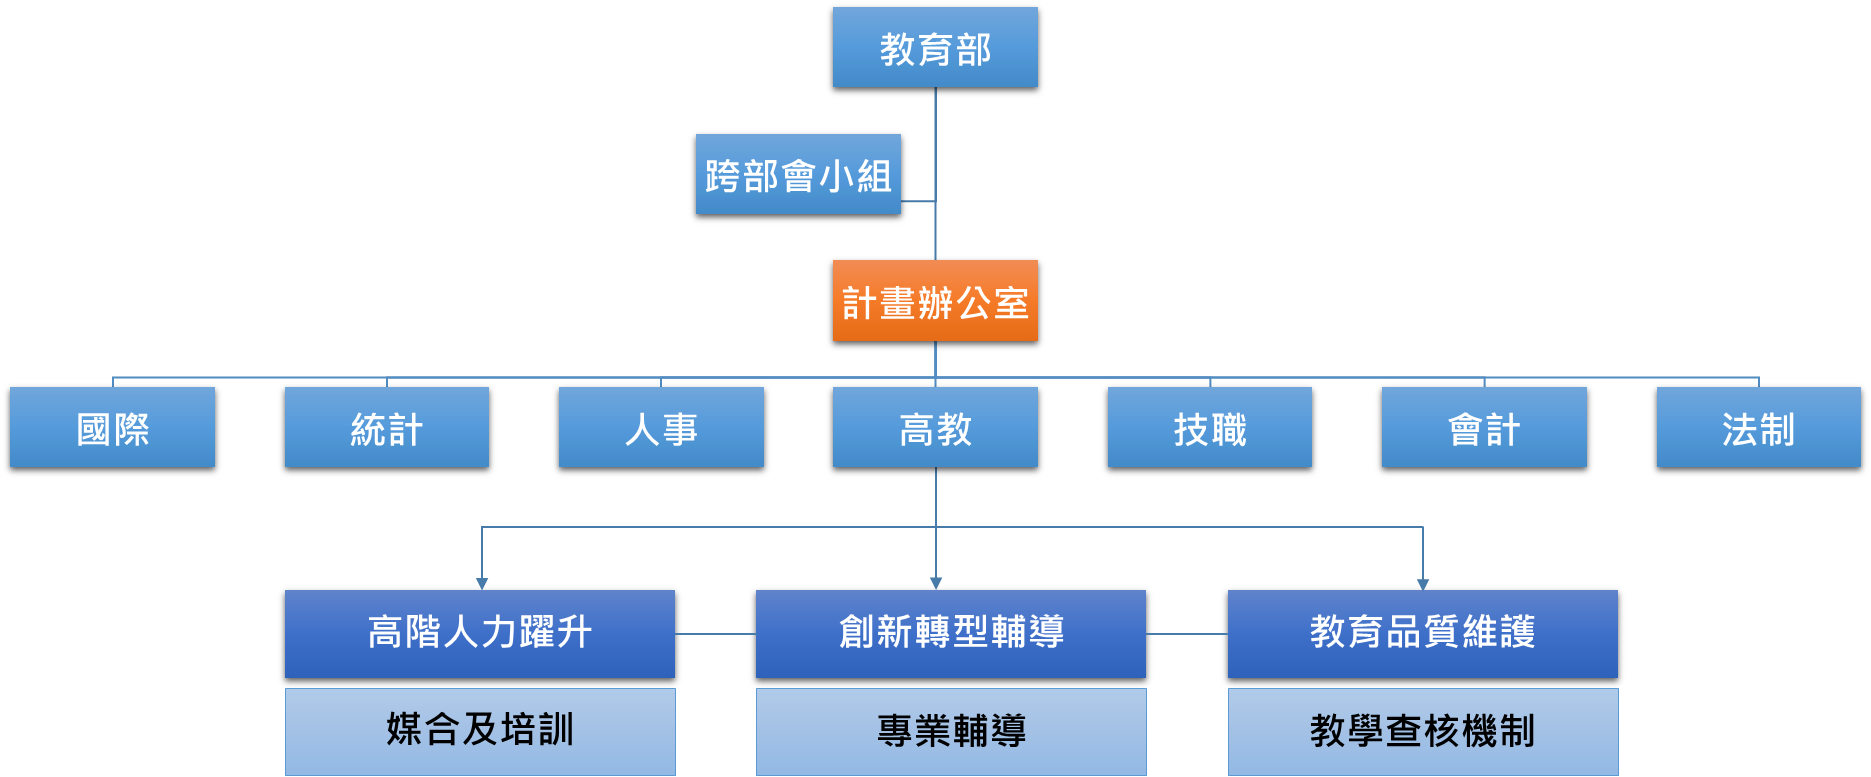 教育部
跨部會小組
計畫辦公室
國際
統計
人事
高教
技職
會計
法制
高階人力躍升
創新轉型輔導
教育品質維護
媒合及培訓
專業輔導
教學查核機制